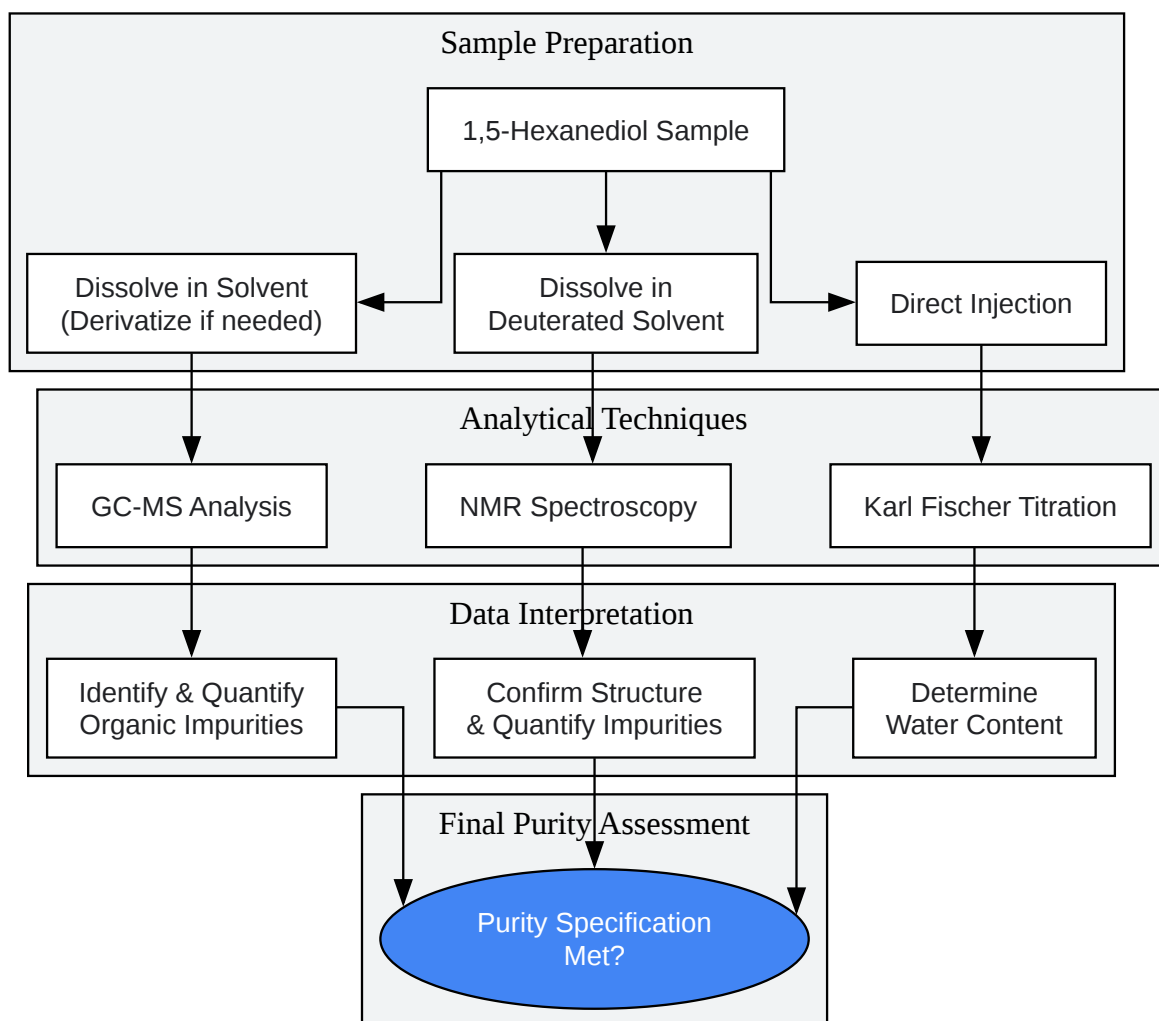 Sample Preparation
1,5-Hexanediol Sample
Dissolve in Solvent
(Derivatize if needed)
Dissolve in
Deuterated Solvent
Direct Injection
Analytical Techniques
GC-MS Analysis
NMR Spectroscopy
Karl Fischer Titration
Data Interpretation
Identify & Quantify
Organic Impurities
Confirm Structure
& Quantify Impurities
Determine
Water Content
Final Purity Assessment
Purity Specification
Met?